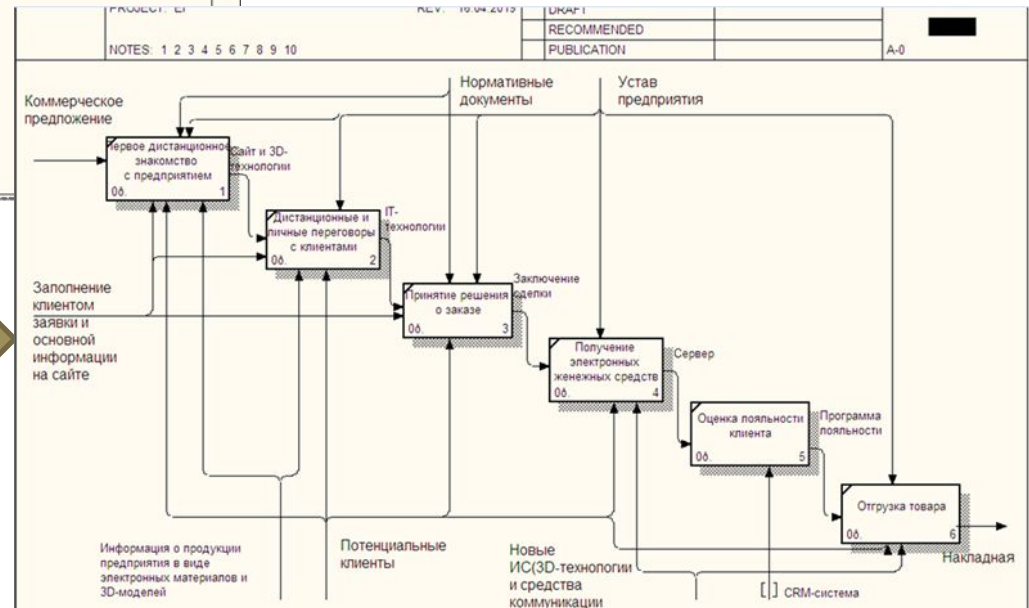 PROJECT: EP
REV: 16.04.2019
DRAFT
RECOMMENDED
NOTES: 1 2 3 4 5 6 7 8 9 10
PUBLICATION
A-0
Коммерческое
предложение
Нормативные
документы
Устав
предприятия
Первое дистанционное
знакомство
с предприятием
0б. 1
Сайт и 3D-
технологии
Дистанционные и
личные переговоры
с клиентами
0б. 2
IT-
технологии
Принятие решения
о заказе
0б. 3
Заключение
сделки
Заполнение
клиентом
заявки и
основной
информации
на сайте
Получение
электронных
женежных средств
0б. 4
Сервер
Оценка лояльности
клиента
0б. 5
Программа
лояльности
Отгрузка товара
0б. 6
Накладная
Информация о продукции
предприятия в виде
электронных материалов и
3D-моделей
Потенциальные
клиенты
Новые
ИС(3D-технологии
и средства
коммуникации
[ ] CRM-система